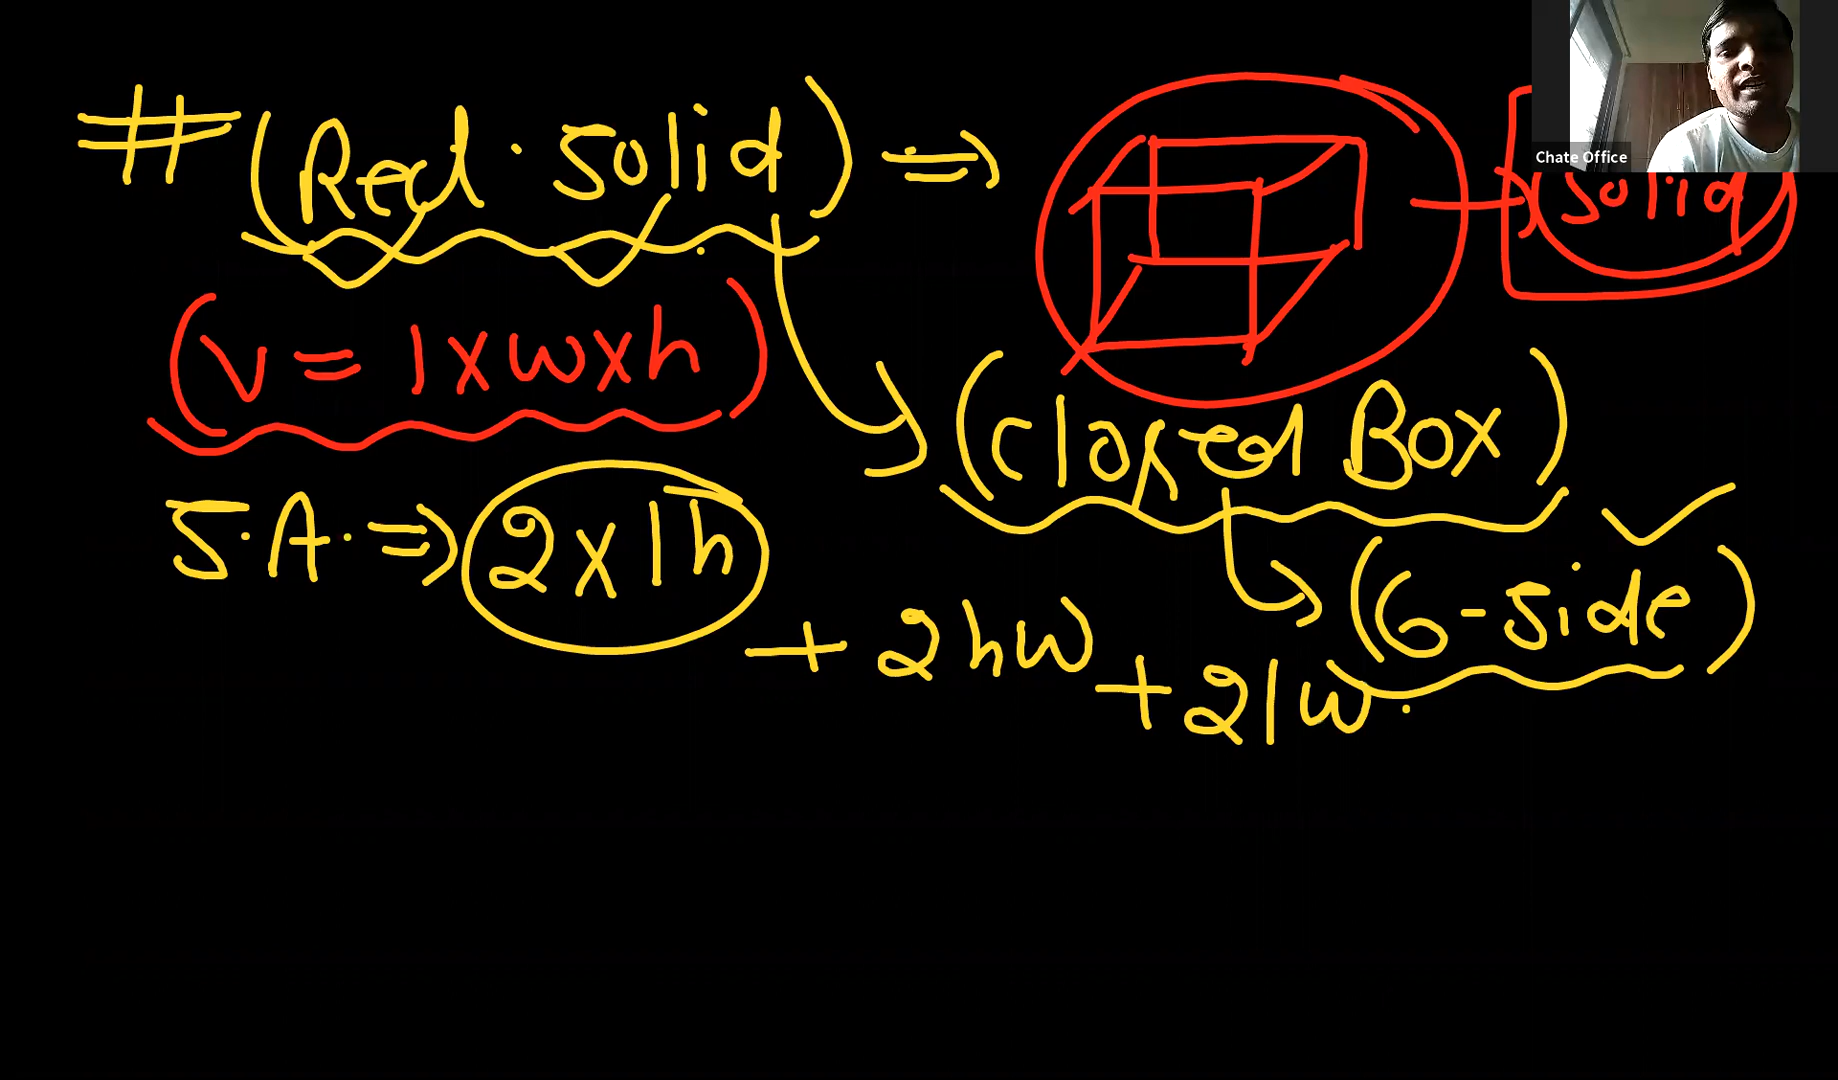 # (Rect. Solid) ⇒
Chate Office
solid
(V = l x w x h)
(closed Box)
S.A. ⇒ 2 x lh + 2hw + 2lw.
(6-side)